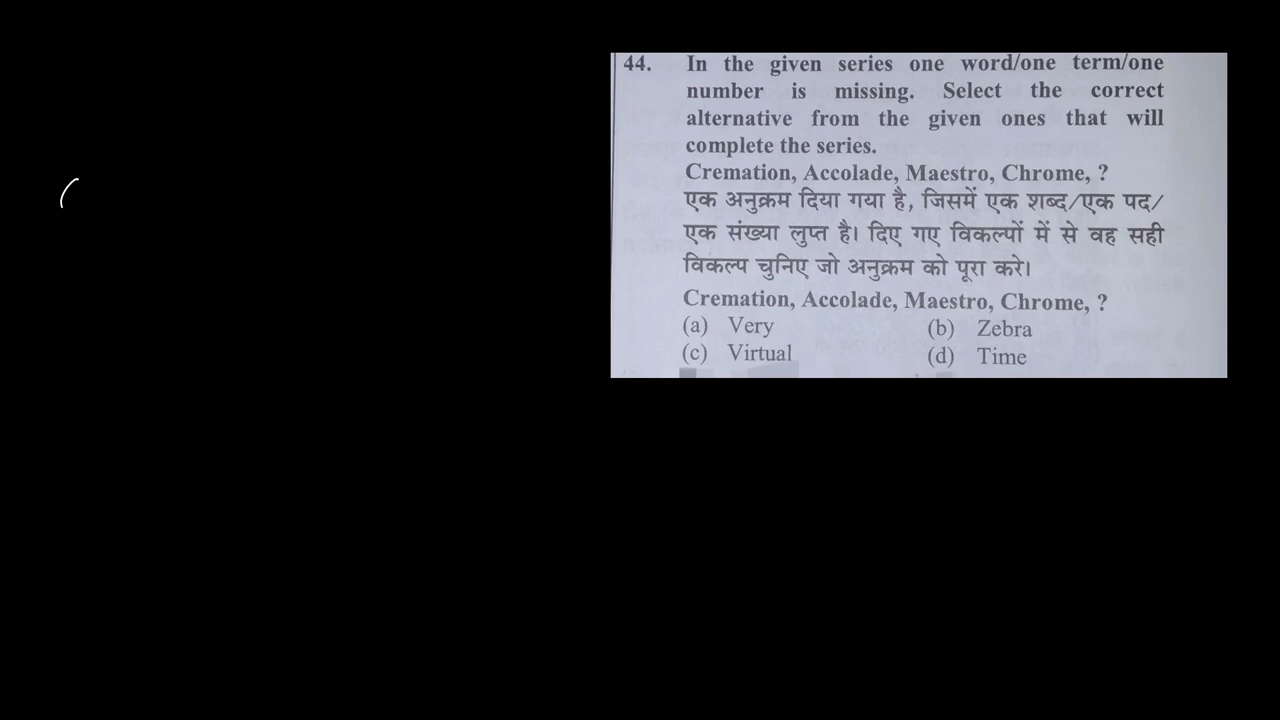 44. In the given series one word/one term/one
number is missing. Select the correct
alternative from the given ones that will
complete the series.
Cremation, Accolade, Maestro, Chrome, ?
एक अनुक्रम दिया गया है, जिसमें एक शब्द/एक पद/
एक संख्या लुप्त है। दिए गए विकल्पों में से वह सही
विकल्प चुनिए जो अनुक्रम को पूरा करे।
Cremation, Accolade, Maestro, Chrome, ?
(a) Very (b) Zebra
(c) Virtual (d) Time